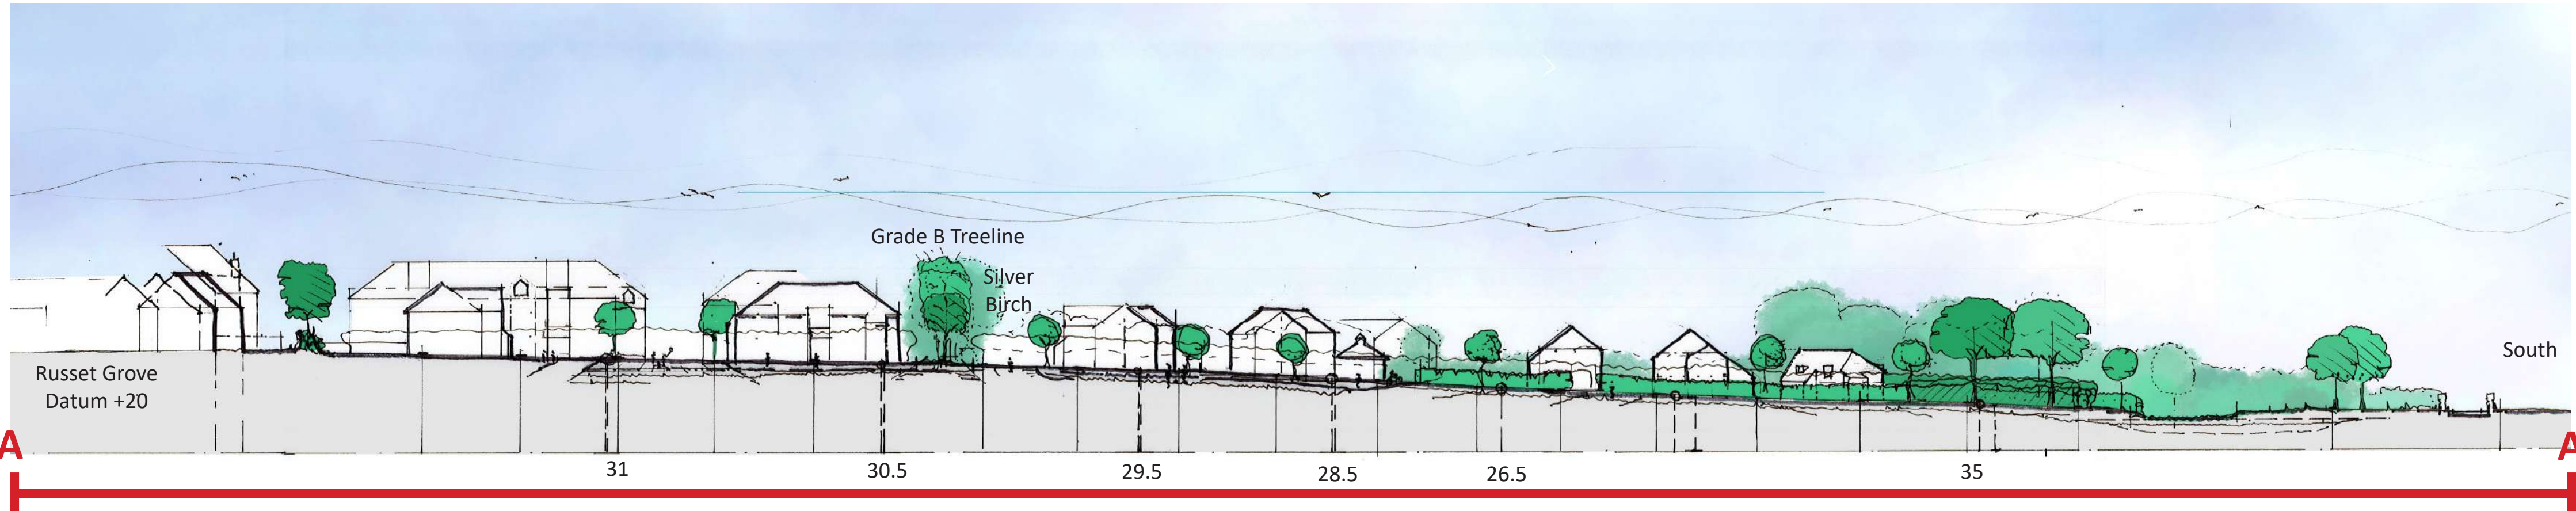 Grade B Treeline
Silver
Birch
South
Russet Grove
Datum +20
A
A
31
30.5
29.5
28.5
26.5
35